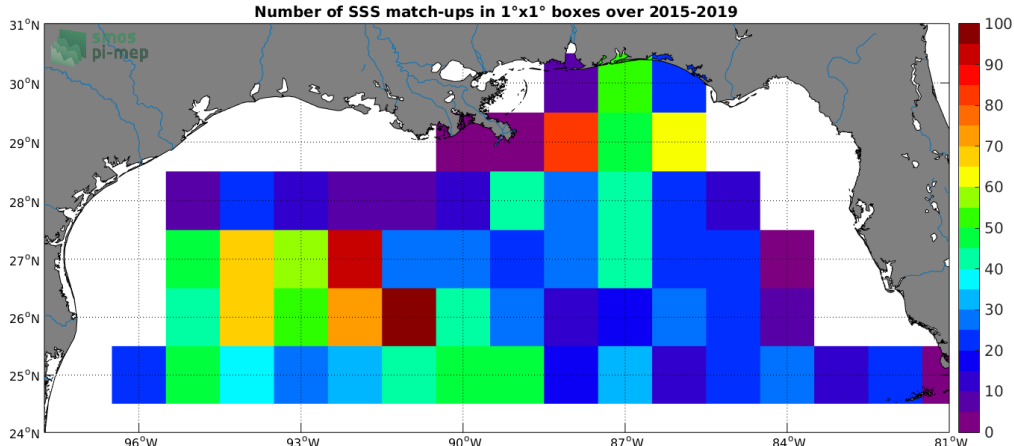 Number of SSS match-ups in 1°x1° boxes over 2015-2019
smos
pi-mep
31°N
30°N
29°N
28°N
27°N
26°N
25°N
24°N
96°W
93°W
90°W
87°W
84°W
81°W
100
90
80
70
60
50
40
30
20
10
0